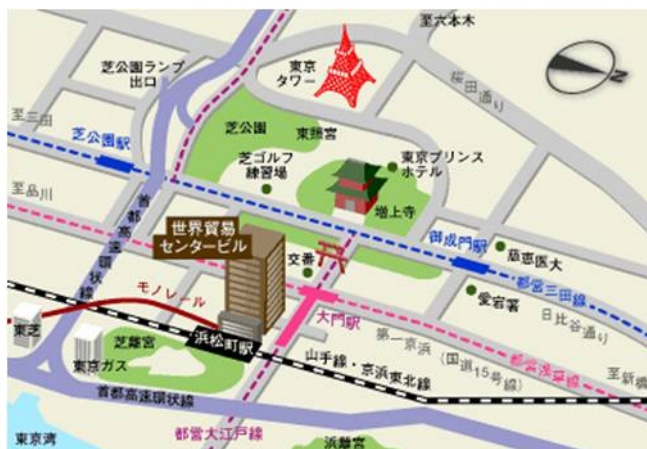 至六本木
芝公園ランプ
出口
東京
タワー
桜田通り
N
至三田
芝公園
東照宮
芝公園駅
芝ゴルフ
練習場
東京プリンス
ホテル
至品川
増上寺
首都高速環状線
世界貿易
センタービル
御成門駅
慈恵医大
交番
都営三田線
愛宕署
日比谷通り
モノレール
大門駅
東芝
芝離宮
浜松町駅
第一京浜
(国道15号線)
都営浅草線
至新橋
東京ガス
山手線・京浜東北線
首都高速環状線
都営大江戸線
東京湾
浜離宮